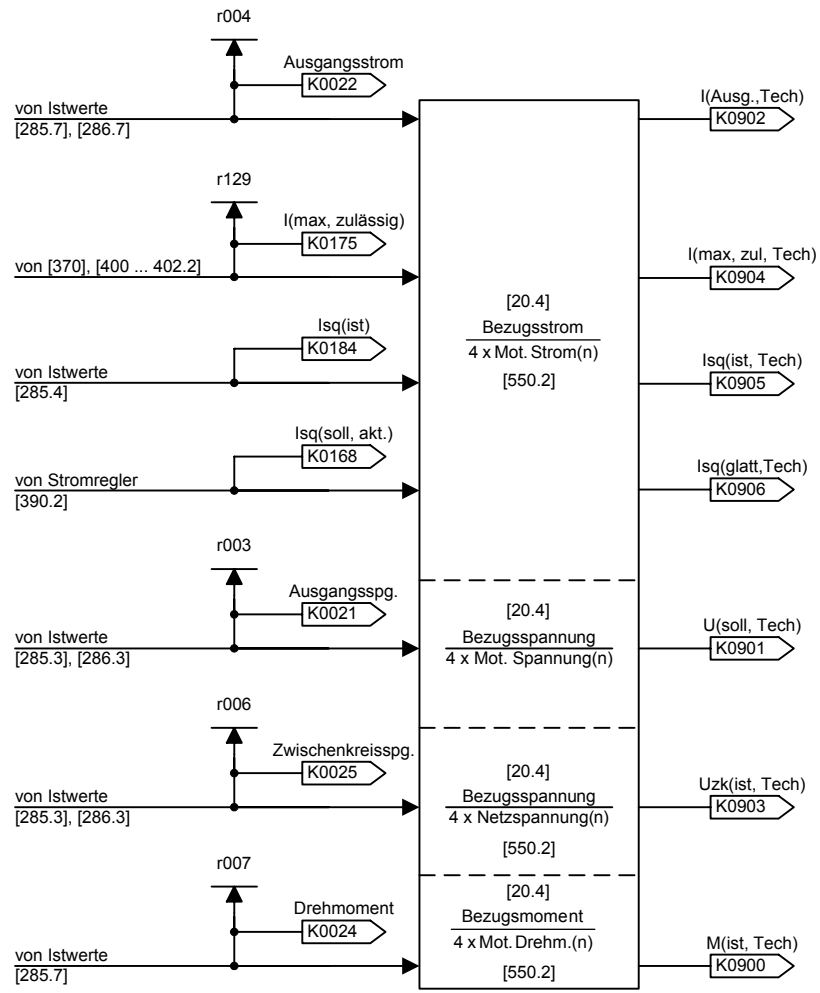 r004
Ausgangsstrom
K0022
von Istwerte
[285.7], [286.7]
I(Ausg.,Tech)
K0902
r129
I(max, zulässig)
K0175
von [370], [400 ... 402.2]
I(max, zul, Tech)
K0904
[20.4]
Bezugsstrom
4 x Mot. Strom(n)
[550.2]
Isq(ist)
K0184
von Istwerte
[285.4]
Isq(ist, Tech)
K0905
Isq(soll, akt.)
K0168
von Stromregler
[390.2]
Isq(glatt,Tech)
K0906
r003
Ausgangsspg.
K0021
von Istwerte
[285.3], [286.3]
[20.4]
Bezugsspannung
4 x Mot. Spannung(n)
U(soll, Tech)
K0901
r006
Zwischenkreisspg.
K0025
von Istwerte
[285.3], [286.3]
[20.4]
Bezugsspannung
4 x Netzspannung(n)
[550.2]
Uzk(ist, Tech)
K0903
r007
Drehmoment
K0024
von Istwerte
[285.7]
[20.4]
Bezugsmoment
4 x Mot. Drehm.(n)
[550.2]
M(ist, Tech)
K0900